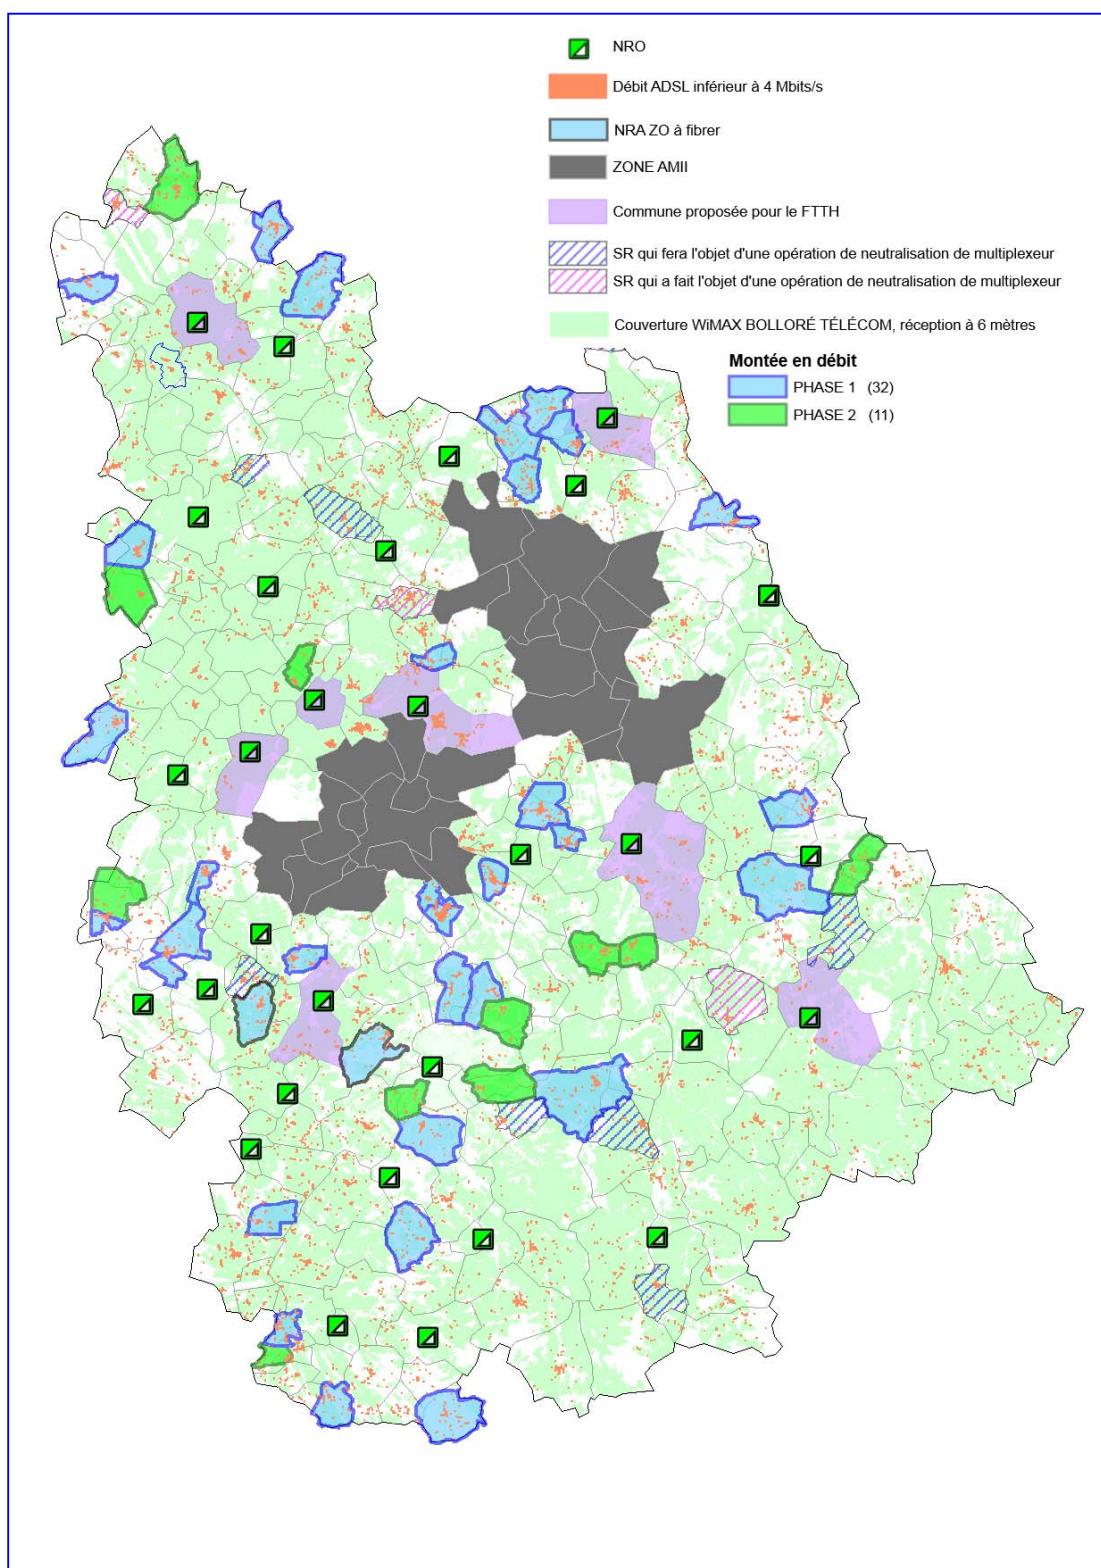 NRO
Débit ADSL inférieur à 4 Mbits/s
NRA ZO à fibrer
ZONE AMII
Commune proposée pour le FTTH
SR qui fera l'objet d'une opération de neutralisation de multiplexeur
SR qui a fait l'objet d'une opération de neutralisation de multiplexeur
Couverture WiMAX BOLLORÉ TÉLÉCOM, réception à 6 mètres
Montée en débit
PHASE 1 (32)
PHASE 2 (11)